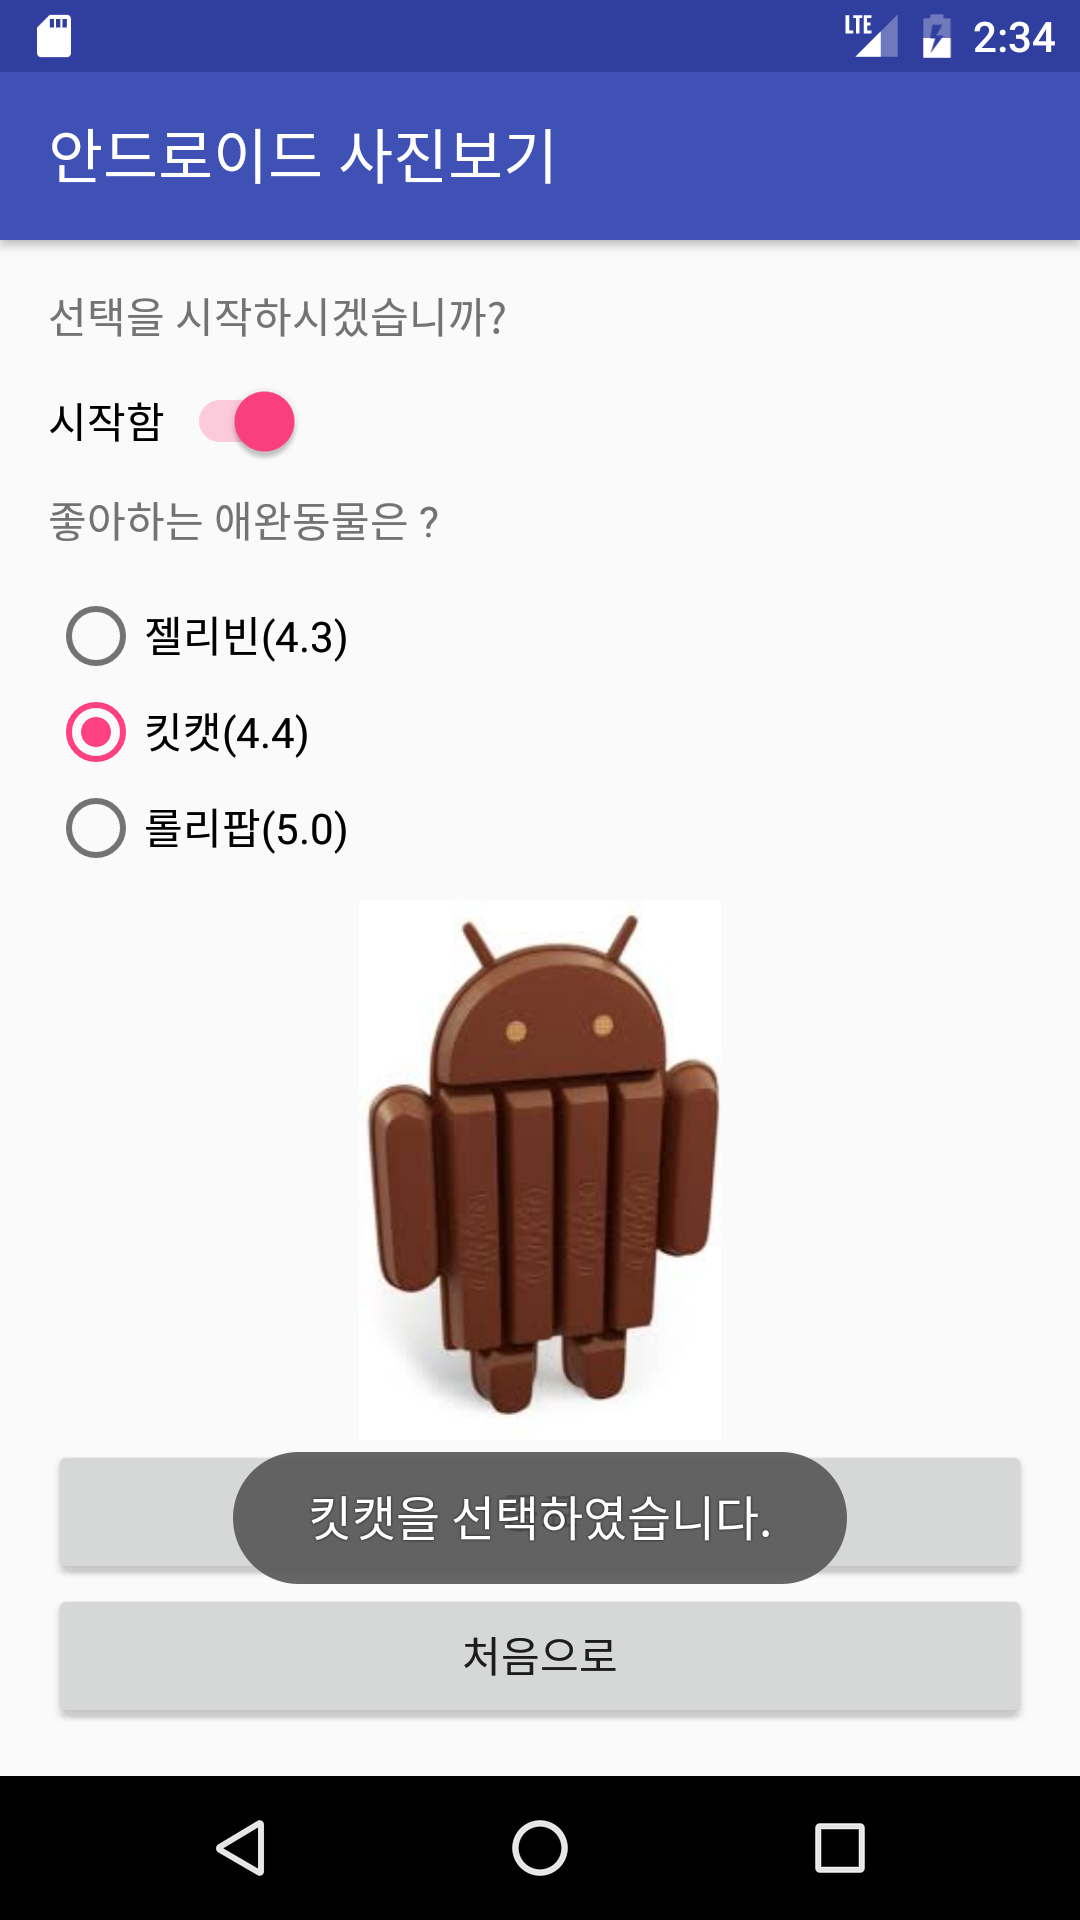 LTE 2:34
안드로이드 사진보기
선택을 시작하시겠습니까?
시작함
좋아하는 애완동물은 ?
젤리빈(4.3)
킷캣(4.4)
롤리팝(5.0)
킷캣을 선택하였습니다.
처음으로